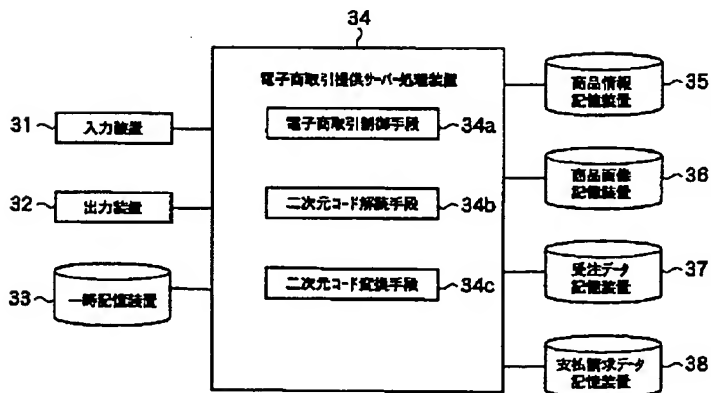 34
電子商取引提供サーバー処理装置
31
入力装置
電子商取引制御手段
34a
32
出力装置
二次元コード解読手段
34b
33
一時記憶装置
二次元コード変換手段
34c
商品情報
記憶装置
35
商品画像
記憶装置
36
受注データ
記憶装置
37
支払請求データ
記憶装置
38